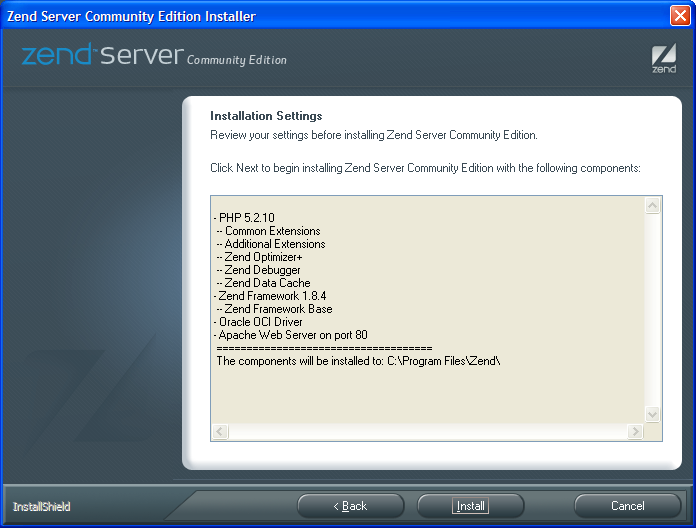 Zend Server Community Edition Installer
zend™ Server Community Edition
zend
Installation Settings
Review your settings before installing Zend Server Community Edition.
Click Next to begin installing Zend Server Community Edition with the following components:
- PHP 5.2.10
-- Common Extensions
-- Additional Extensions
-- Zend Optimizer+
-- Zend Debugger
-- Zend Data Cache
- Zend Framework 1.8.4
-- Zend Framework Base
- Oracle OCI Driver
- Apache Web Server on port 80
====================================
The components will be installed to: C:\Program Files\Zend\
InstallShield
< Back
Install
Cancel